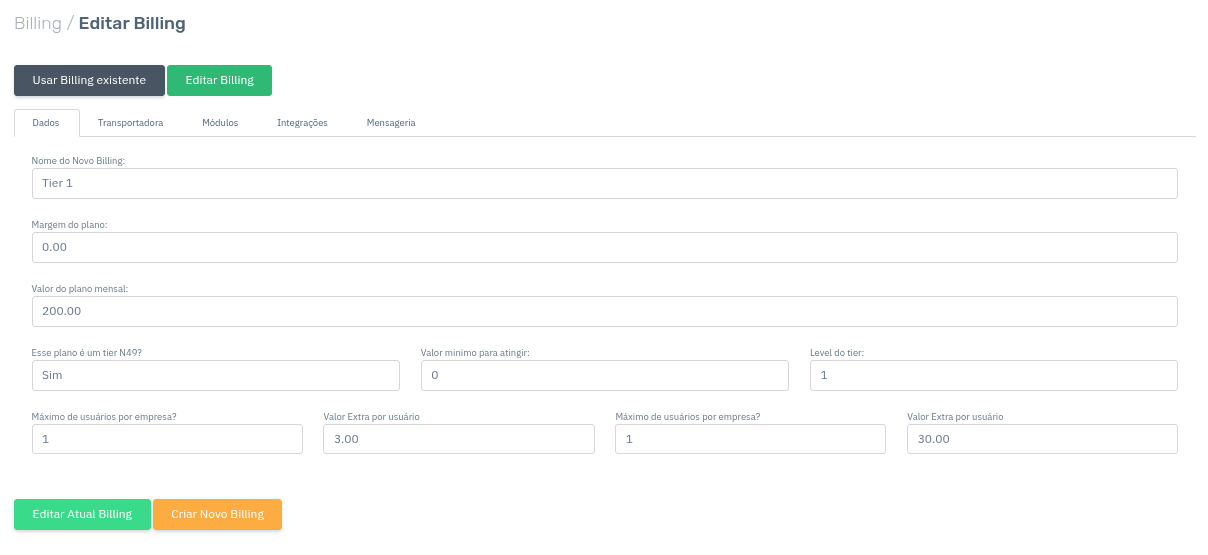 Billing / Editar Billing
Usar Billing existente Editar Billing
Dados Transportadora Módulos Integrações Mensageria
Nome do Novo Billing:
Tier 1
Margem do plano:
0.00
Valor do plano mensal:
200.00
Esse plano é um tier N49? Valor minimo para atingir: Level do tier:
Sim 0 1
Máximo de usuários por empresa? Valor Extra por usuário Máximo de usuários por empresa? Valor Extra por usuário
1 3.00 1 30.00
Editar Atual Billing Criar Novo Billing